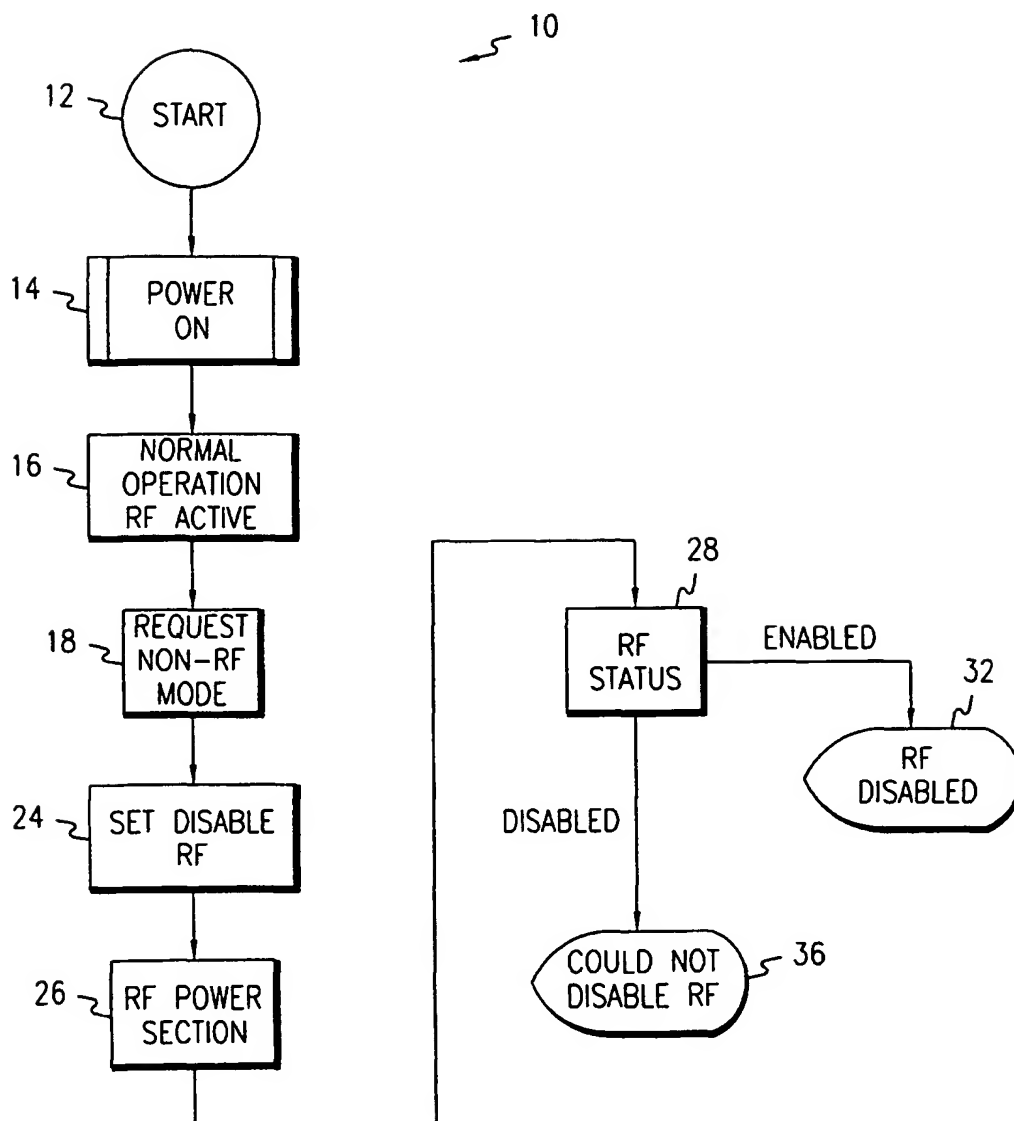 10
12
START
14
POWER
ON
16
NORMAL
OPERATION
RF ACTIVE
18
REQUEST
NON-RF
MODE
24
SET DISABLE
RF
26
RF POWER
SECTION
28
RF
STATUS
ENABLED
32
RF
DISABLED
DISABLED
COULD NOT
DISABLE RF
36